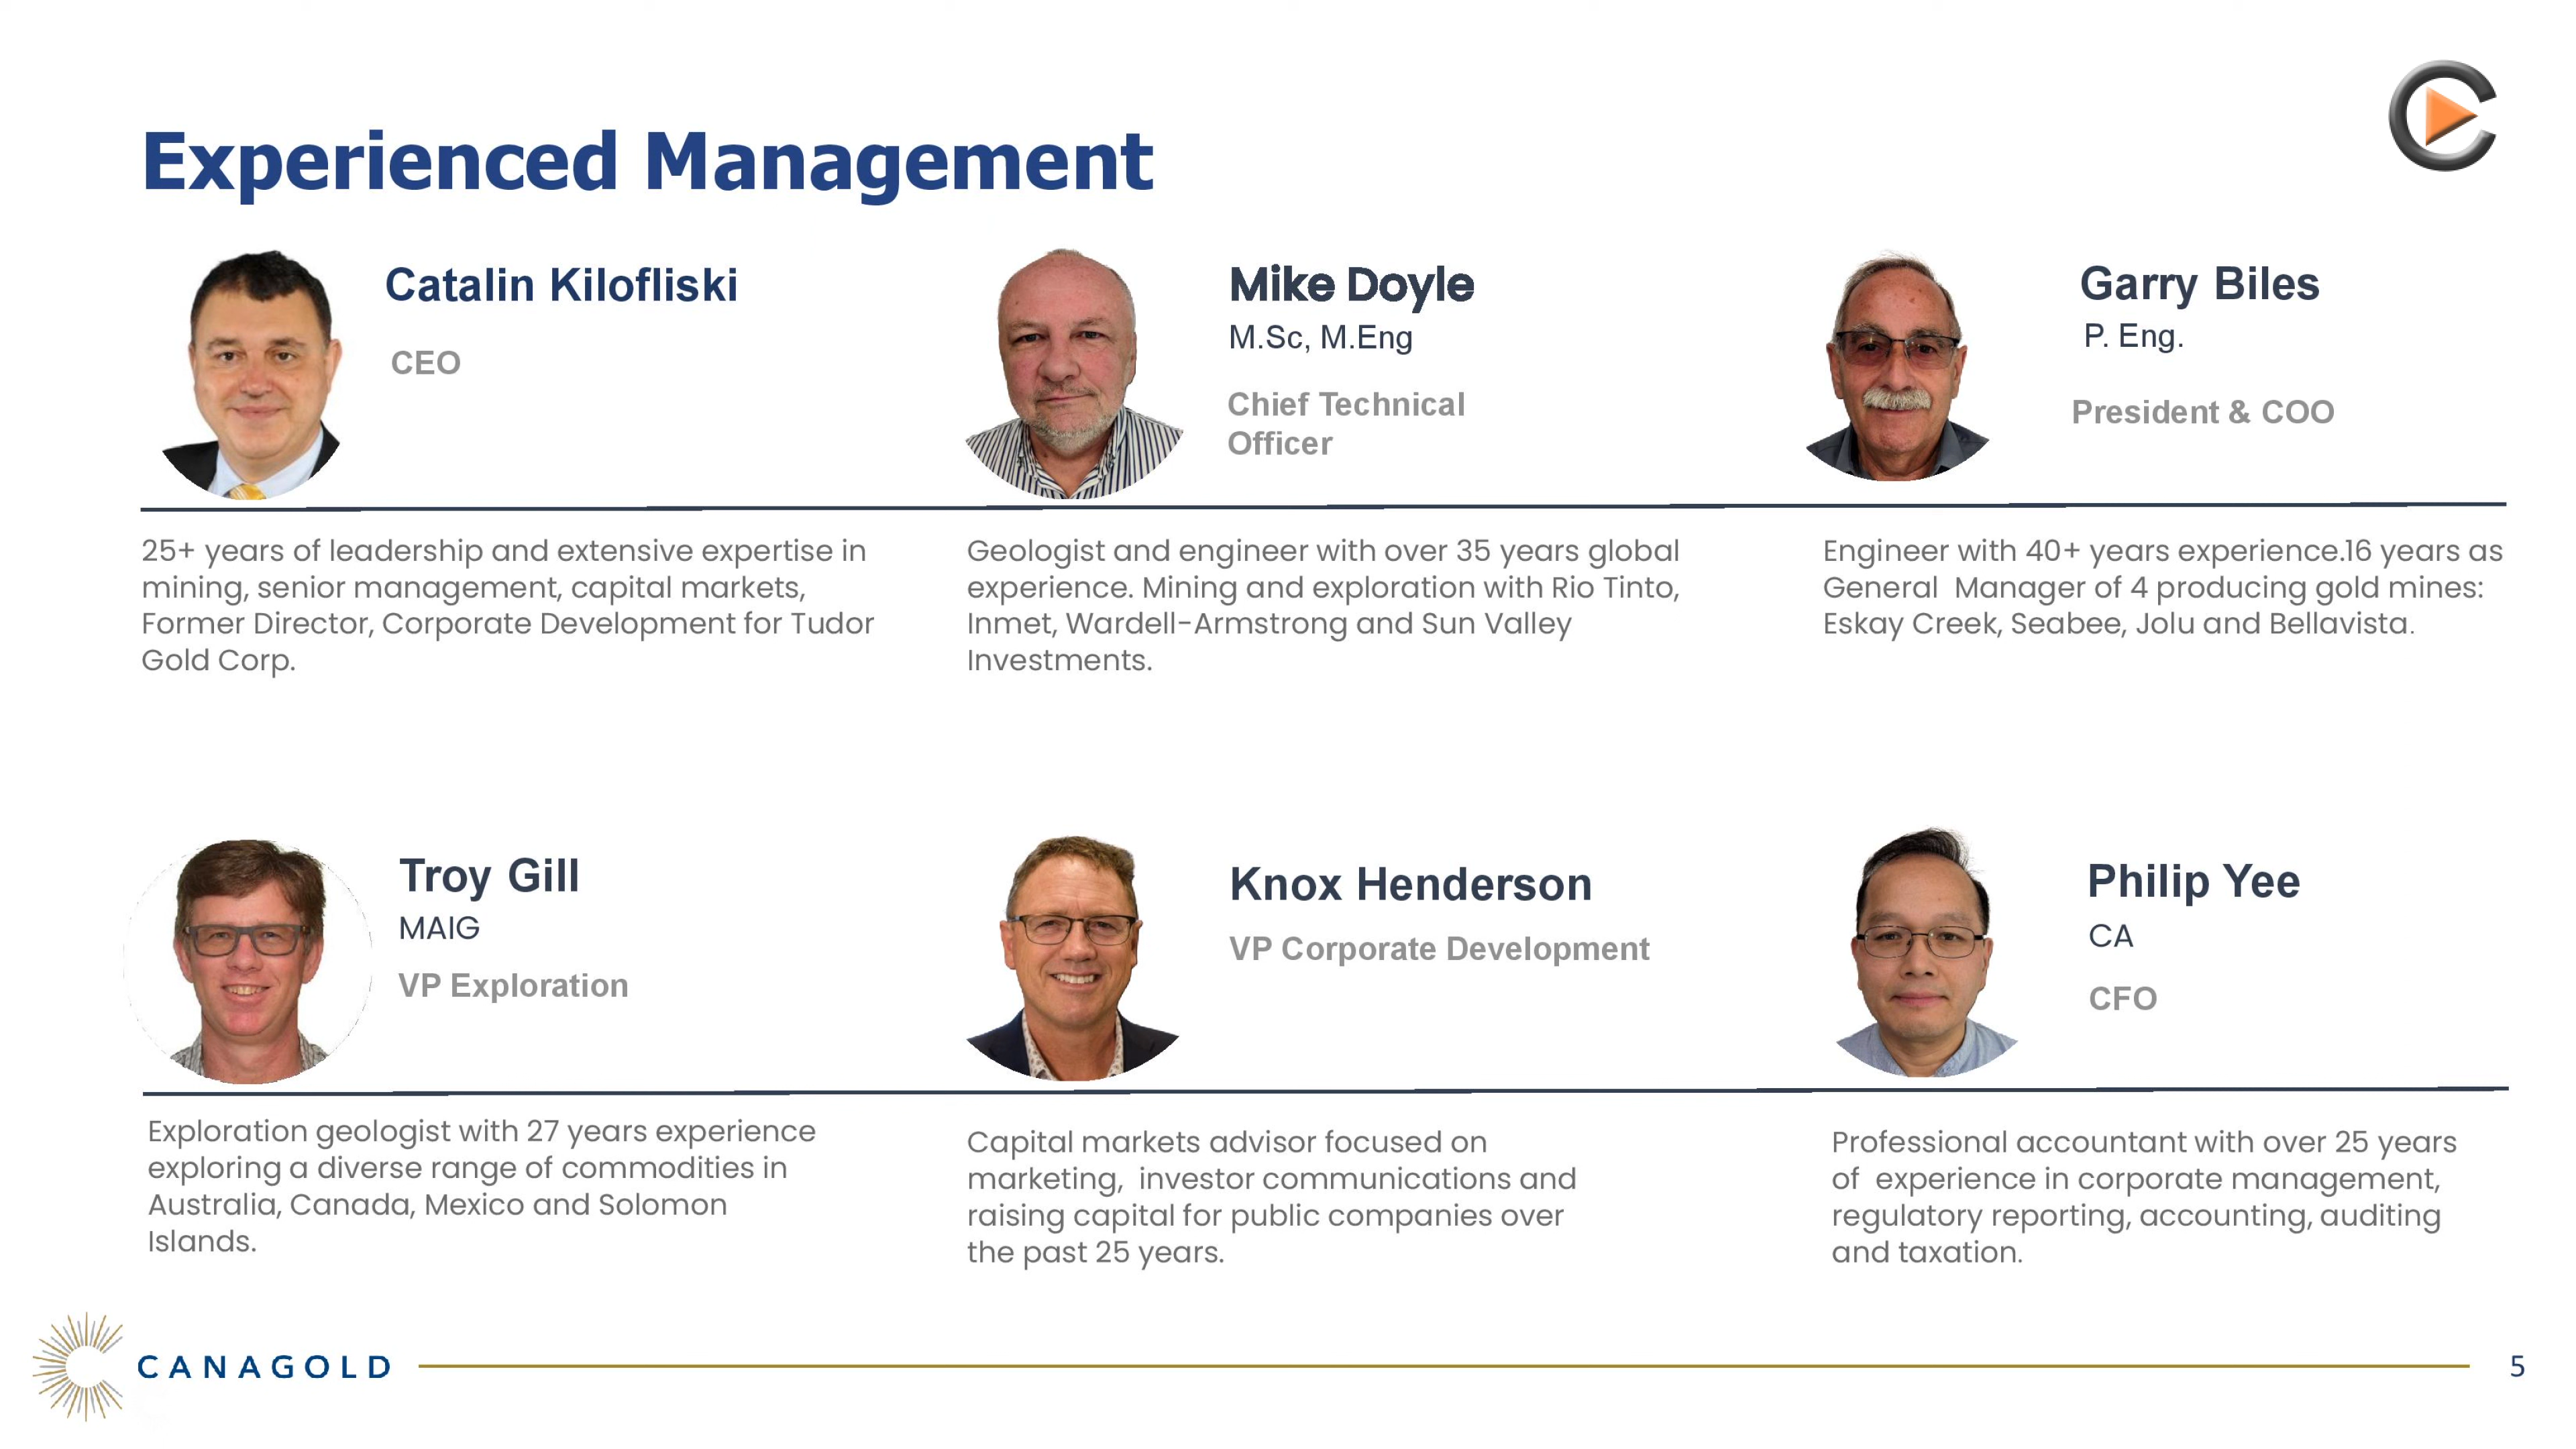 Experienced Management
Catalin Kilofliski
CEO
25+ years of leadership and extensive expertise in
mining, senior management, capital markets,
Former Director, Corporate Development for Tudor
Gold Corp.
Mike Doyle
M.Sc, M.Eng
Chief Technical
Officer
Geologist and engineer with over 35 years global
experience. Mining and exploration with Rio Tinto,
Inmet, Wardell-Armstrong and Sun Valley
Investments.
Garry Biles
P. Eng.
President & COO
Engineer with 40+ years experience.16 years as
General Manager of 4 producing gold mines:
Eskay Creek, Seabee, Jolu and Bellavista.
Troy Gill
MAIG
VP Exploration
Exploration geologist with 27 years experience
exploring a diverse range of commodities in
Australia, Canada, Mexico and Solomon
Islands.
Knox Henderson
VP Corporate Development
Capital markets advisor focused on
marketing, investor communications and
raising capital for public companies over
the past 25 years.
Philip Yee
CA
CFO
Professional accountant with over 25 years
of experience in corporate management,
regulatory reporting, accounting, auditing
and taxation.
CANAGOLD
5